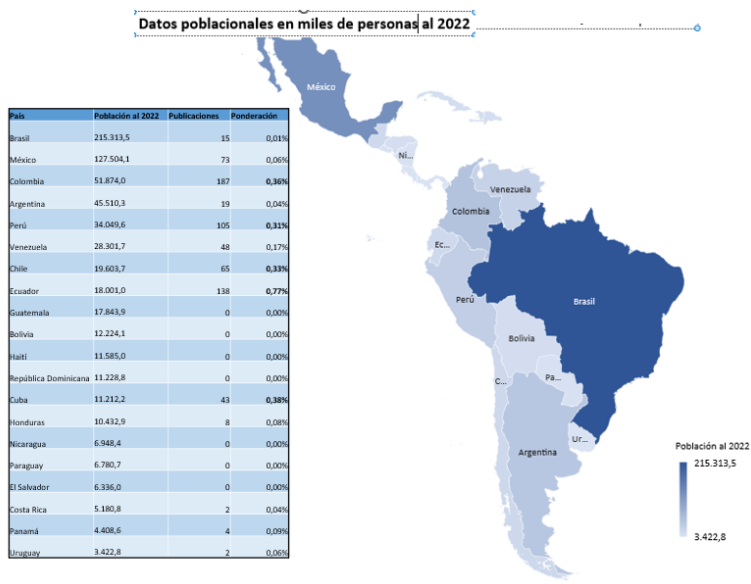 Datos poblacionales en miles de personas al 2022
País Población al 2022 Publicaciones Ponderación
Brasil 215.313,5 15 0,01%
México 127.504,1 73 0,06%
Colombia 51.874,0 187 0,36%
Argentina 45.510,3 19 0,04%
Perú 34.049,6 105 0,31%
Venezuela 28.301,7 48 0,17%
Chile 19.603,7 65 0,33%
Ecuador 18.001,0 138 0,77%
Guatemala 17.843,9 0 0,00%
Bolivia 12.224,1 0 0,00%
Haití 11.585,0 0 0,00%
República Dominicana 11.228,8 0 0,00%
Cuba 11.212,2 43 0,38%
Honduras 10.432,9 8 0,08%
Nicaragua 6.948,4 0 0,00%
Paraguay 6.780,7 0 0,00%
El Salvador 6.336,0 0 0,00%
Costa Rica 5.180,8 2 0,04%
Panamá 4.408,6 4 0,09%
Uruguay 3.422,8 2 0,06%
México
Ni...
Venezuela
Colombia
Ec...
Perú
Brasil
Bolivia
Pa...
C...
Ur...
Argentina
Población al 2022
215.313,5
3.422,8